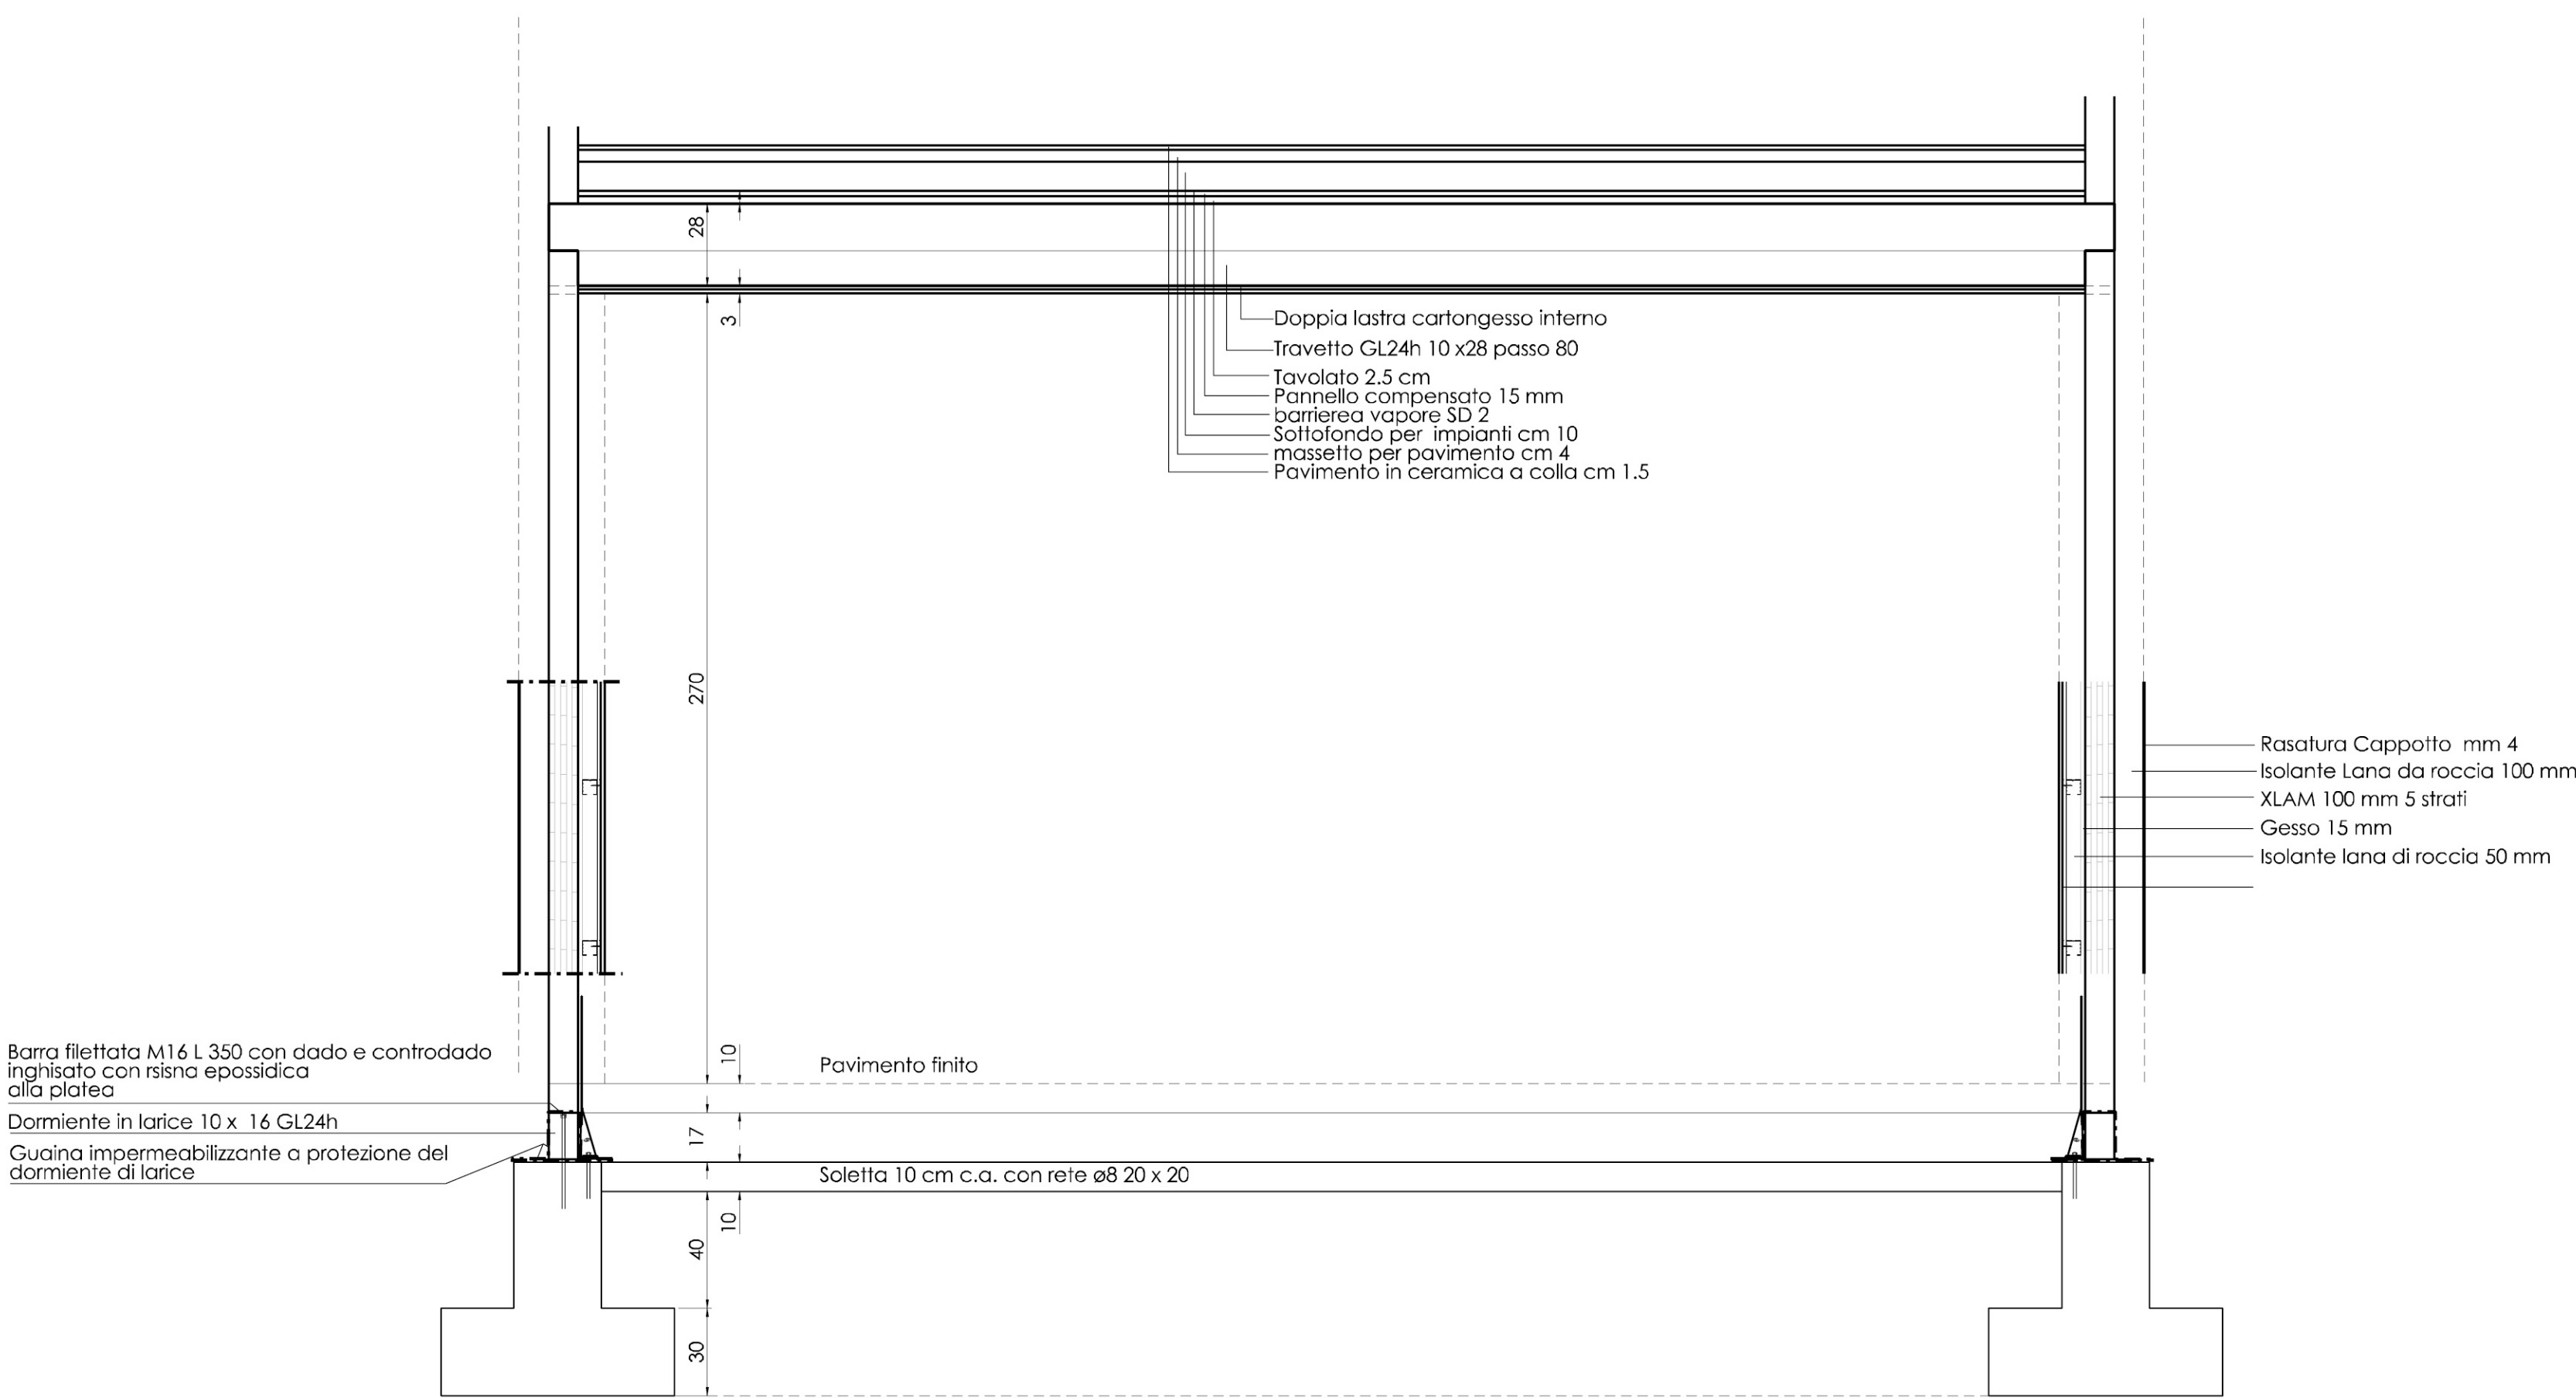 28
3
Doppia lastra cartongesso interno
Travetto GL24h 10 x28 passo 80
Tavolato 2.5 cm
Pannello compensato 15 mm
barrierea vapore SD 2
Sottofondo per impianti cm 10
massetto per pavimento cm 4
Pavimento in ceramica a colla cm 1.5
270
Rasatura Cappotto mm 4
Isolante Lana da roccia 100 mm
XLAM 100 mm 5 strati
Gesso 15 mm
Isolante lana di roccia 50 mm
Barra filettata M16 L 350 con dado e controdado
inghisato con rsisna epossidica
alla platea
Dormiente in larice 10 x 16 GL24h
Guaina impermeabilizzante a protezione del
dormiente di larice
10
Pavimento finito
17
Soletta 10 cm c.a. con rete ø8 20 x 20
10
40
30